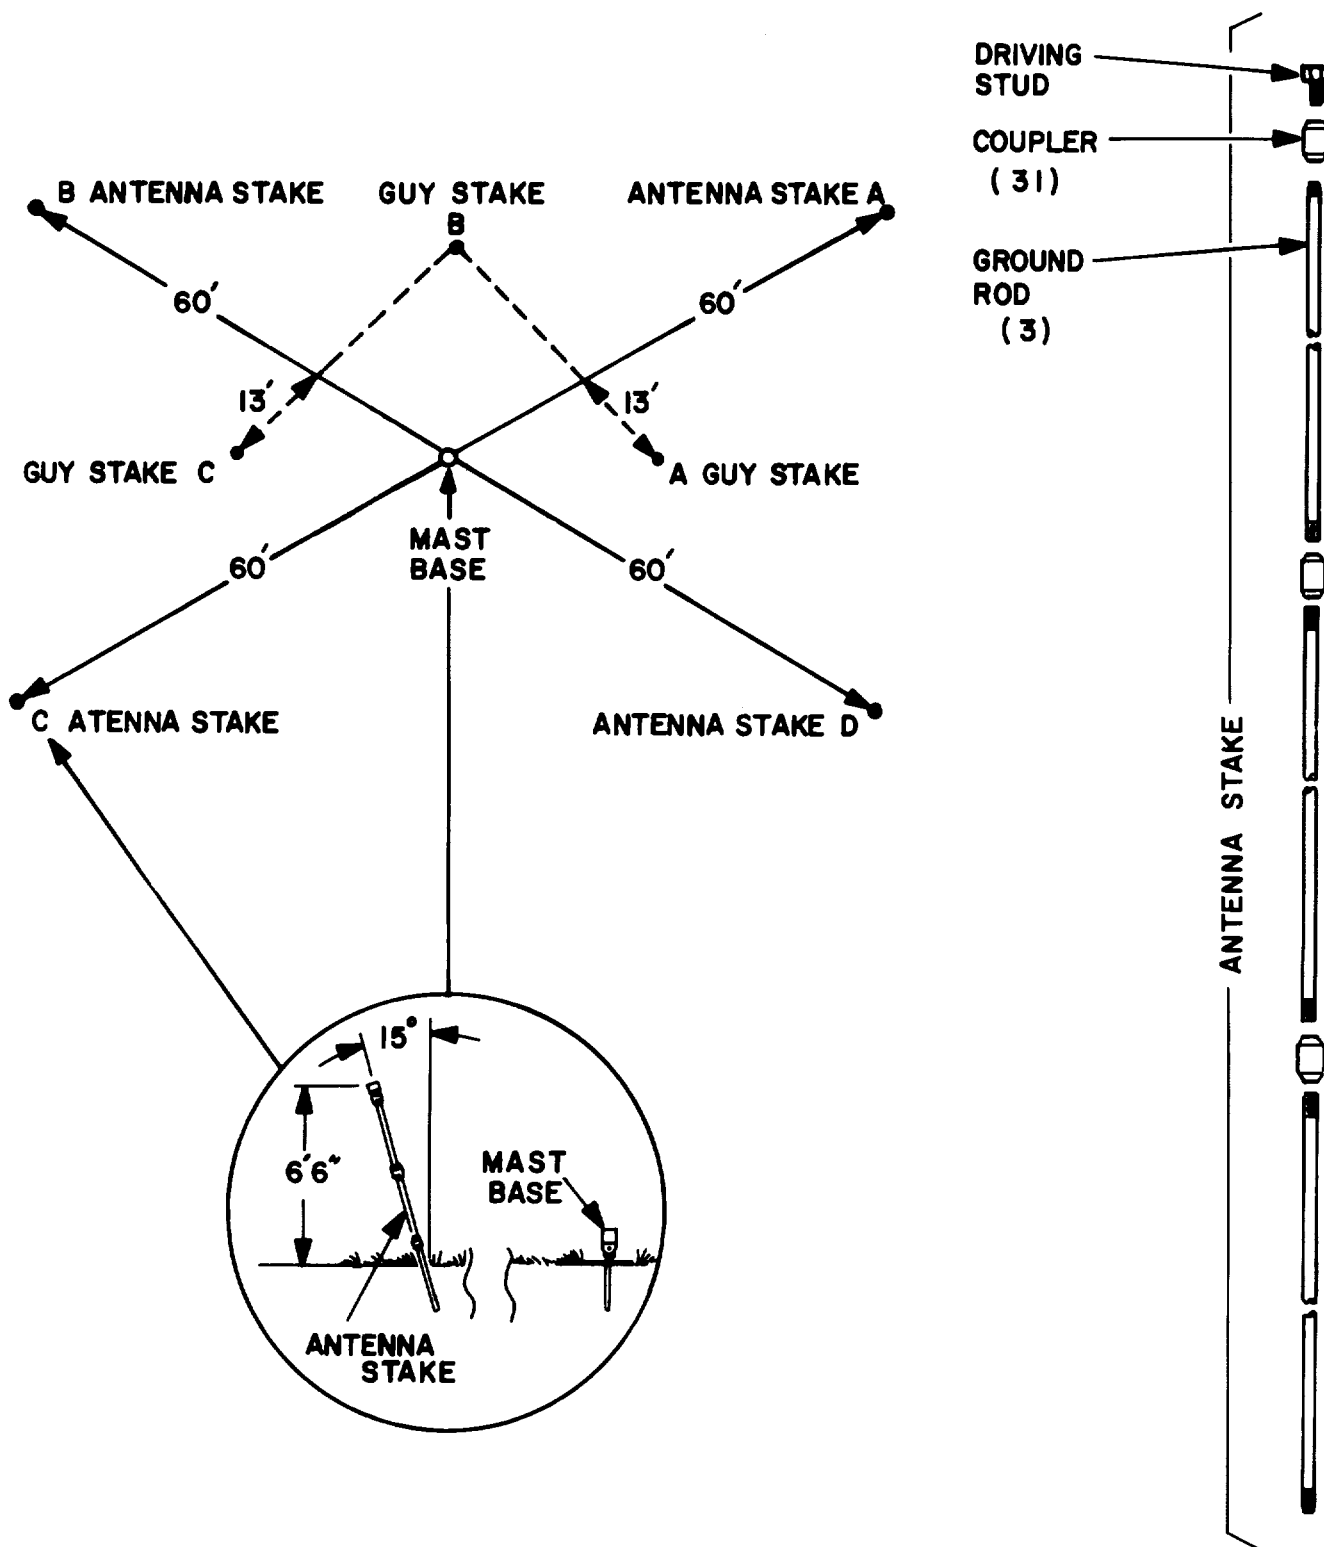 DRIVING
STUD
COUPLER
(31)
GROUND
ROD
(3)
B ANTENNA STAKE
GUY STAKE
B
ANTENNA STAKE A
60'
60'
13'
13'
GUY STAKE C
A GUY STAKE
MAST
BASE
60'
60'
C ATENNA STAKE
ANTENNA STAKE D
ANTENNA STAKE
15°
6'6"
MAST
BASE
ANTENNA
STAKE